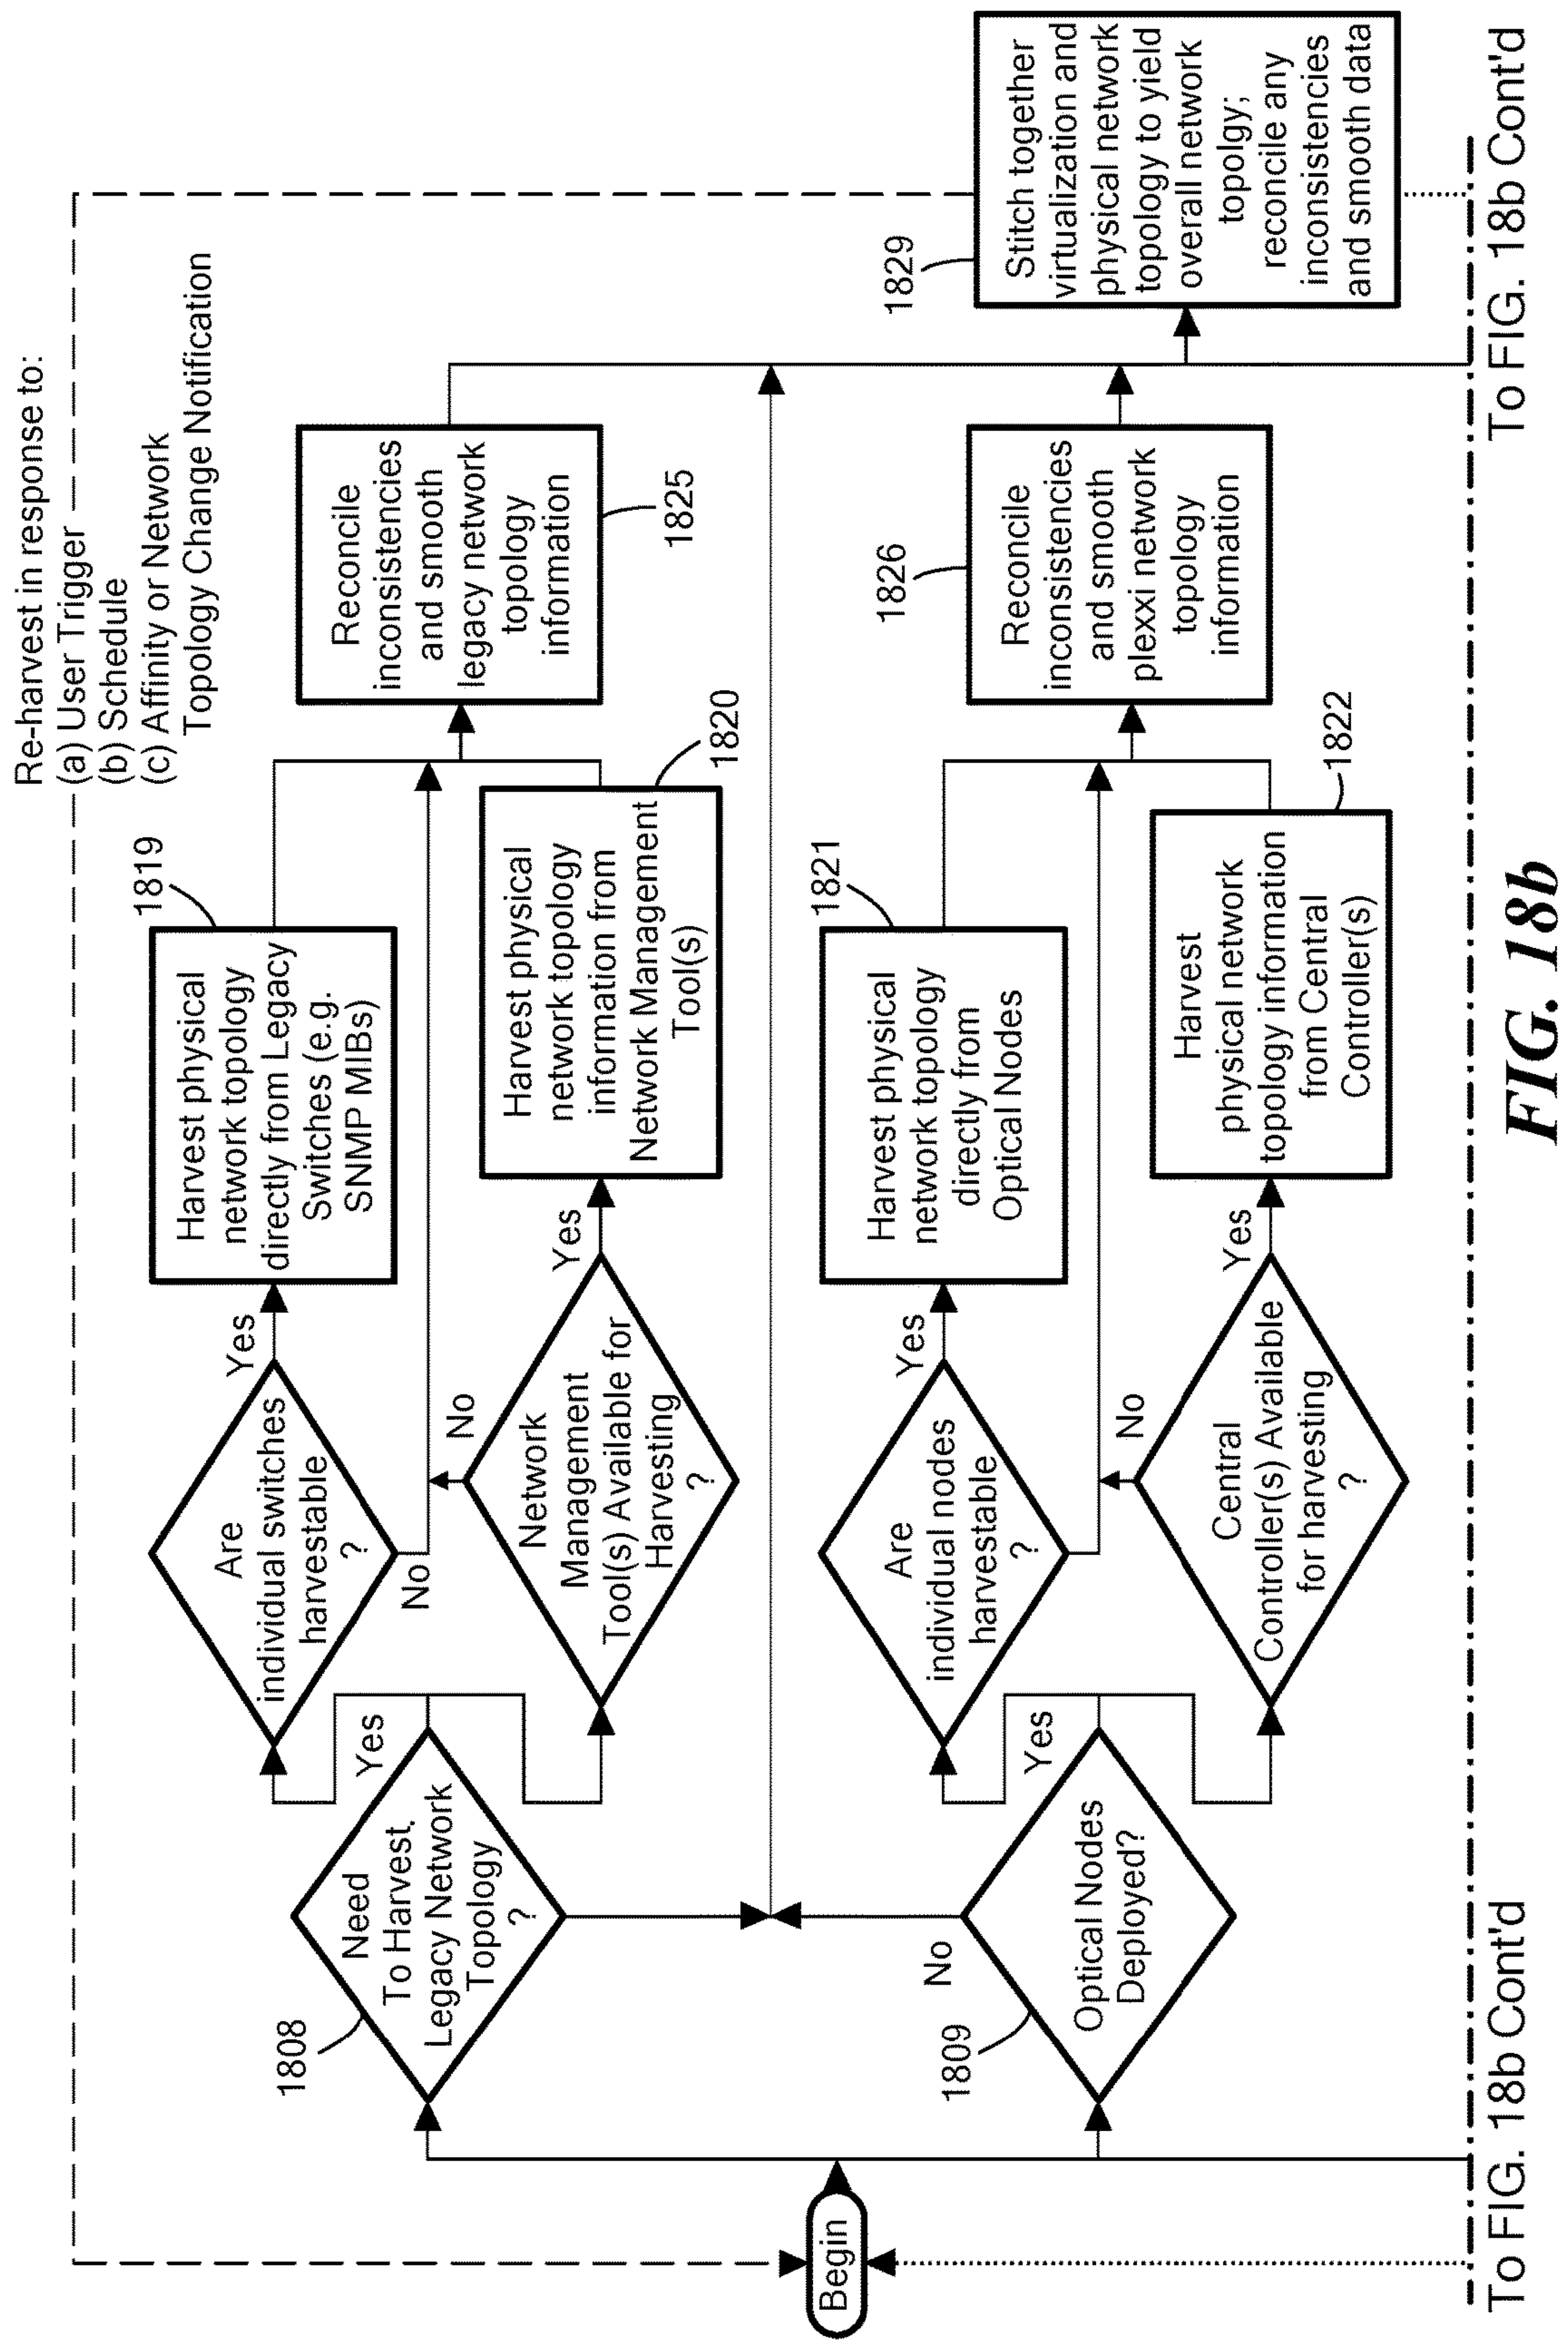 Re-harvest in response to:
(a) User Trigger
(b) Schedule
(c) Affinity or Network
Topology Change Notification
Begin
1808
Need
To Harvest.
Legacy Network
Topology
?
Yes
Are
individual switches
harvestable
?
Yes
No
1819
Harvest physical
network topology
directly from Legacy
Switches (e.g.
SNMP MIBs)
Network
Management
Tool(s) Available for
Harvesting
?
No
Yes
1820
Harvest physical
network topology
information from
Network Management
Tool(s)
Reconcile
inconsistencies
and smooth
legacy network
topology
information
1825
1809
Optical Nodes
Deployed?
No
Yes
Are
individual nodes
harvestable
?
Yes
1821
Harvest physical
network topology
directly from
Optical Nodes
Central
Controller(s) Available
for harvesting
?
No
Yes
1822
Harvest
physical network
topology information
from Central
Controller(s)
1826
Reconcile
inconsistencies
and smooth
plexxi network
topology
information
1829
Stitch together
virtualization and
physical network
topology to yield
overall network
topolgy;
reconcile any
inconsistencies
and smooth data
To FIG. 18b Cont'd
To FIG. 18b Cont'd
FIG. 18b